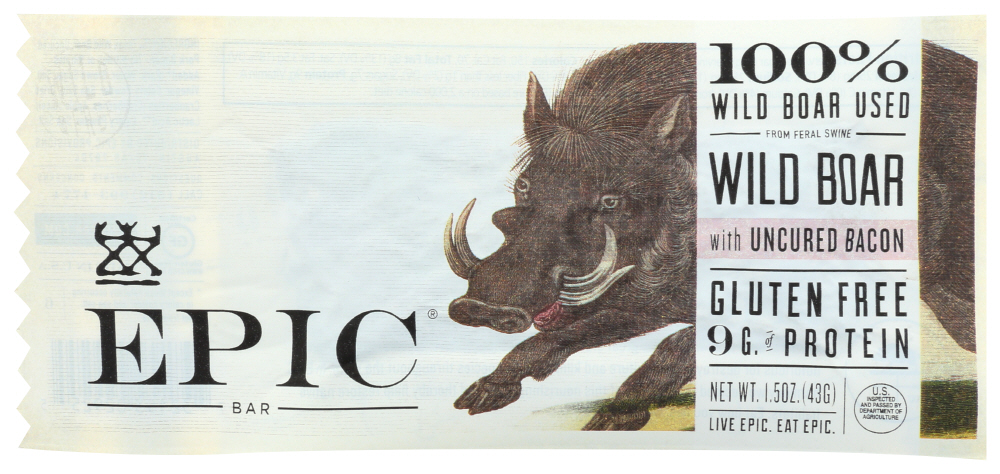 EPIC®
BAR
100%
WILD BOAR USED
FROM FERAL SWINE
WILD BOAR
with UNCURED BACON
GLUTEN FREE
9 G. of PROTEIN
NET WT. 1.5OZ. (43G)
LIVE EPIC. EAT EPIC.
U.S.
INSPECTED
AND PASSED BY
DEPARTMENT OF
AGRICULTURE